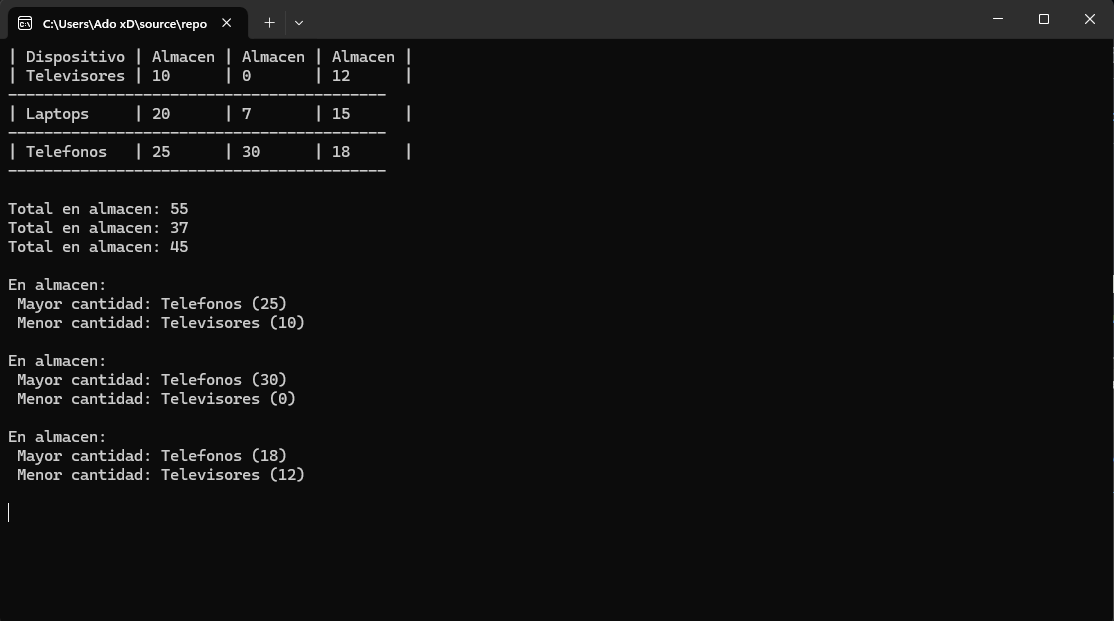 C:\Users\Ado xD\source\repo
| Dispositivo | Almacen | Almacen | Almacen |
| Televisores | 10      | 0       | 12      |
------------------------------------------
| Laptops     | 20      | 7       | 15      |
------------------------------------------
| Telefonos   | 25      | 30      | 18      |
------------------------------------------
Total en almacen: 55
Total en almacen: 37
Total en almacen: 45
En almacen:
Mayor cantidad: Telefonos (25)
Menor cantidad: Televisores (10)
En almacen:
Mayor cantidad: Telefonos (30)
Menor cantidad: Televisores (0)
En almacen:
Mayor cantidad: Telefonos (18)
Menor cantidad: Televisores (12)